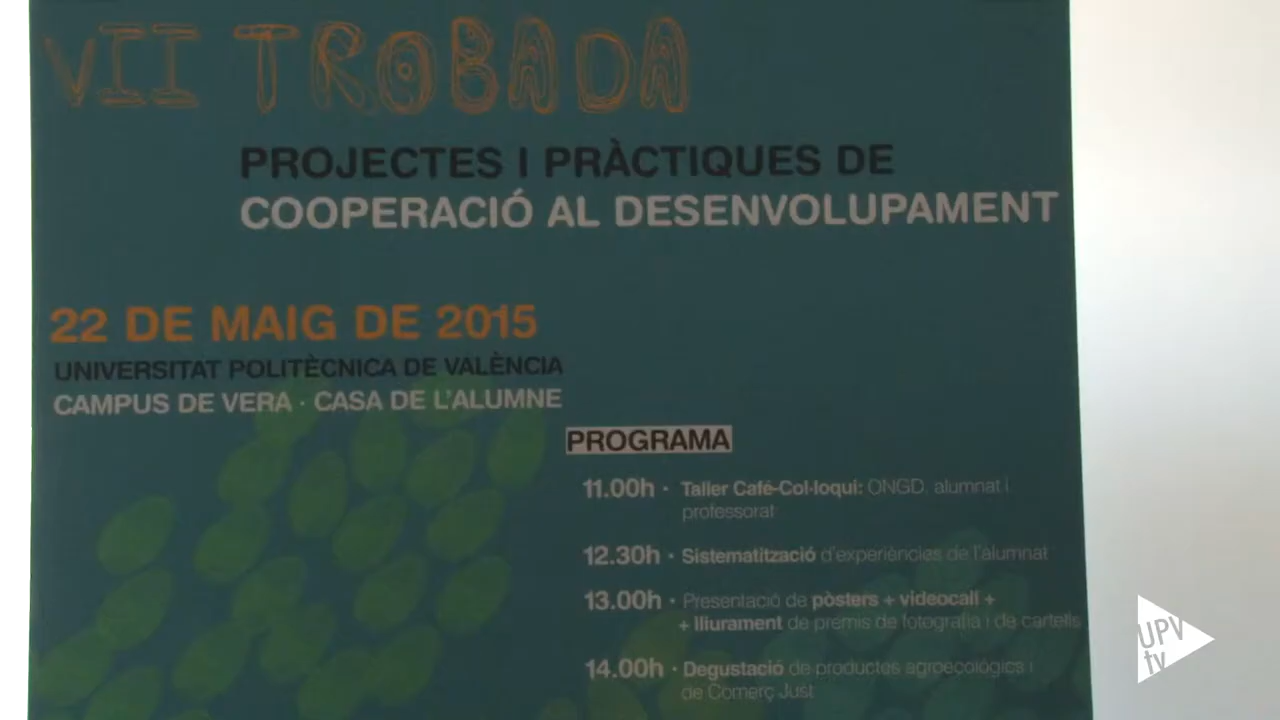 VII TROBADA
PROJECTES I PRÀCTIQUES DE
COOPERACIÓ AL DESENVOLUPAMENT
22 DE MAIG DE 2015
UNIVERSITAT POLITÈCNICA DE VALÈNCIA
CAMPUS DE VERA · CASA DE L'ALUMNE
PROGRAMA
11.00h · Taller Café-Col·loqui: ONGD, alumnat i
professorat
12.30h · Sistematització d'experiències de l'alumnat
13.00h · Presentació de pòsters + videocall +
+ lliurament de premis de fotografia i de cartells
14.00h · Degustació de productes agroecològics i
de Comerç Just
UPV
tv